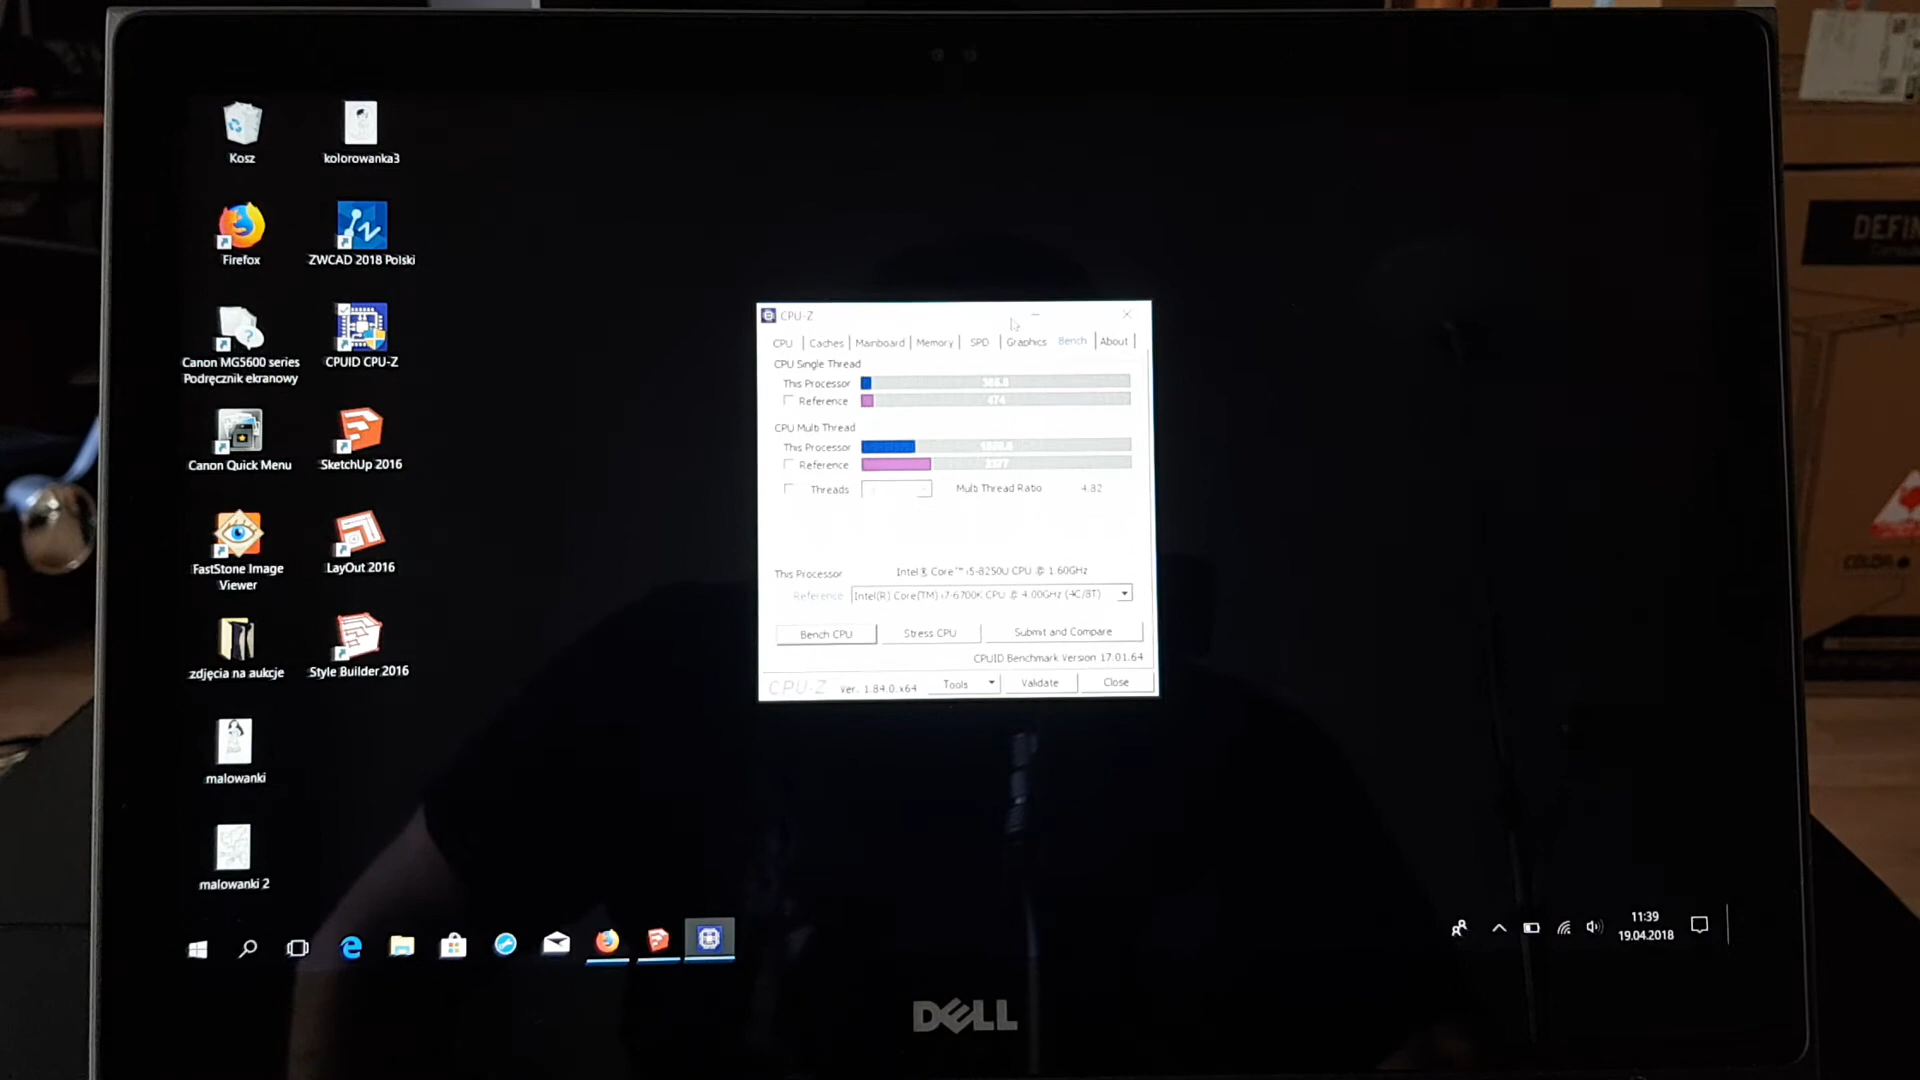 Kosz
kolorowanka3
Firefox
ZWCAD 2018 Polski
Canon MG5600 series
Podręcznik ekranowy
CPUID CPU-Z
Canon Quick Menu
SketchUp 2016
FastStone Image
Viewer
LayOut 2016
zdjęcia na aukcje
Style Builder 2016
malowanki
malowanki 2
CPU-Z
CPU Caches Mainboard Memory SPD Graphics Bench About
CPU Single Thread
This Processor
Reference 474
CPU Multi Thread
This Processor
Reference
Threads Multi Thread Ratio 4.82
This Processor Intel® Core™ i5-8250U CPU @ 1.60GHz
Reference Intel(R) Core(TM) i7-6700K CPU @ 4.00GHz (4C/8T)
Bench CPU Stress CPU Submit and Compare
CPUID Benchmark Version 17.01.64
CPU-Z Ver. 1.84.0.x64 Tools Validate Close
11:39
19.04.2018
DELL
DEFIN
COLOR